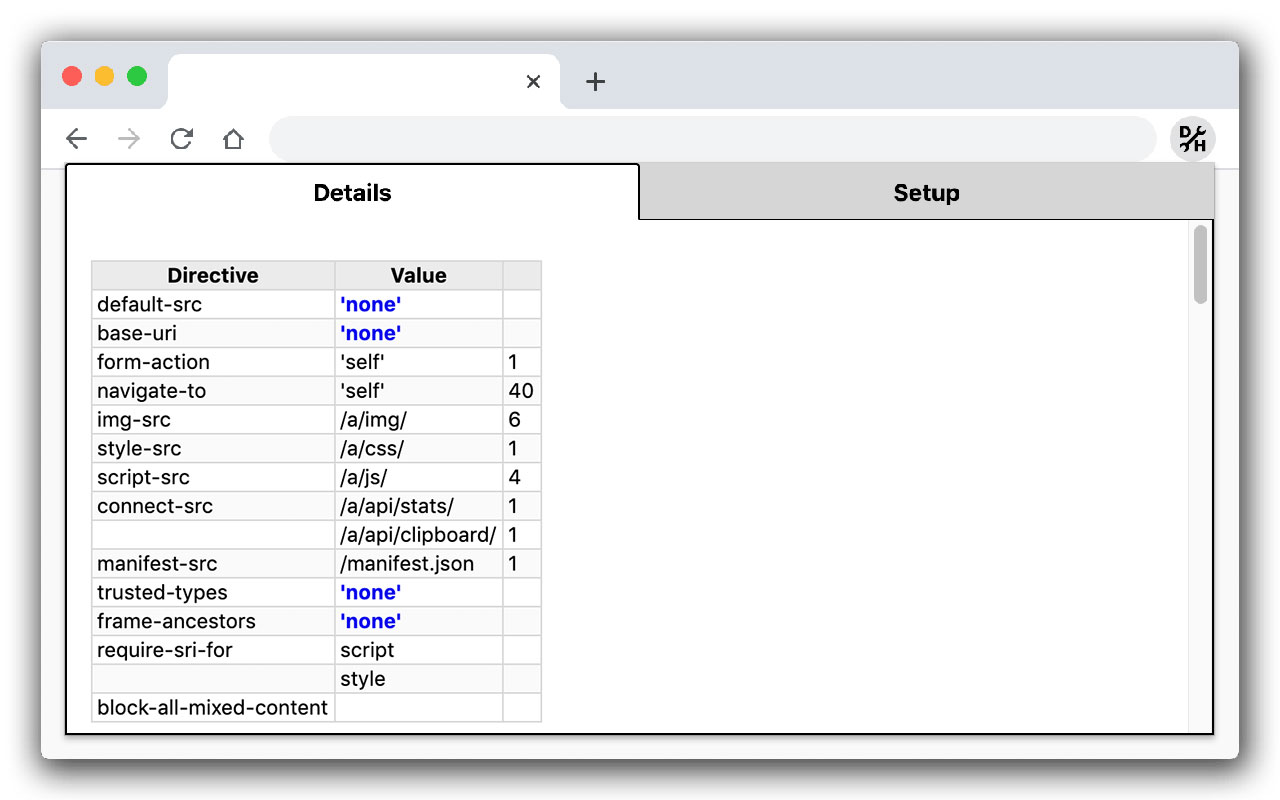 D H
Details Setup
Directive Value
default-src 'none'
base-uri 'none'
form-action 'self' 1
navigate-to 'self' 40
img-src /a/img/ 6
style-src /a/css/ 1
script-src /a/js/ 4
connect-src /a/api/stats/ 1
/a/api/clipboard/ 1
manifest-src /manifest.json 1
trusted-types 'none'
frame-ancestors 'none'
require-sri-for script
style
block-all-mixed-content